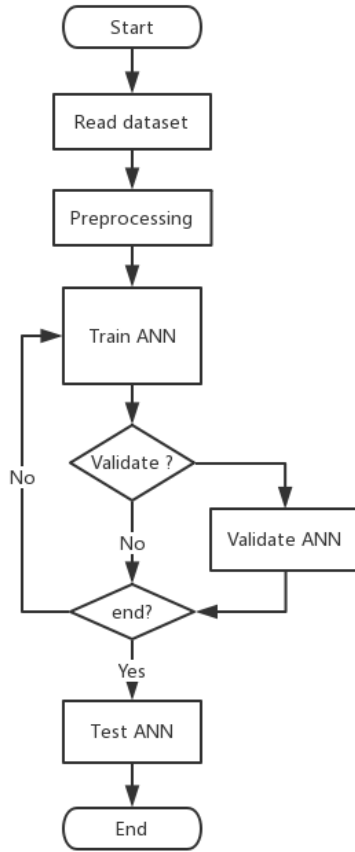 Start
Read dataset
Preprocessing
Train ANN
Validate ?
No
No
Validate ANN
end?
Yes
Test ANN
End